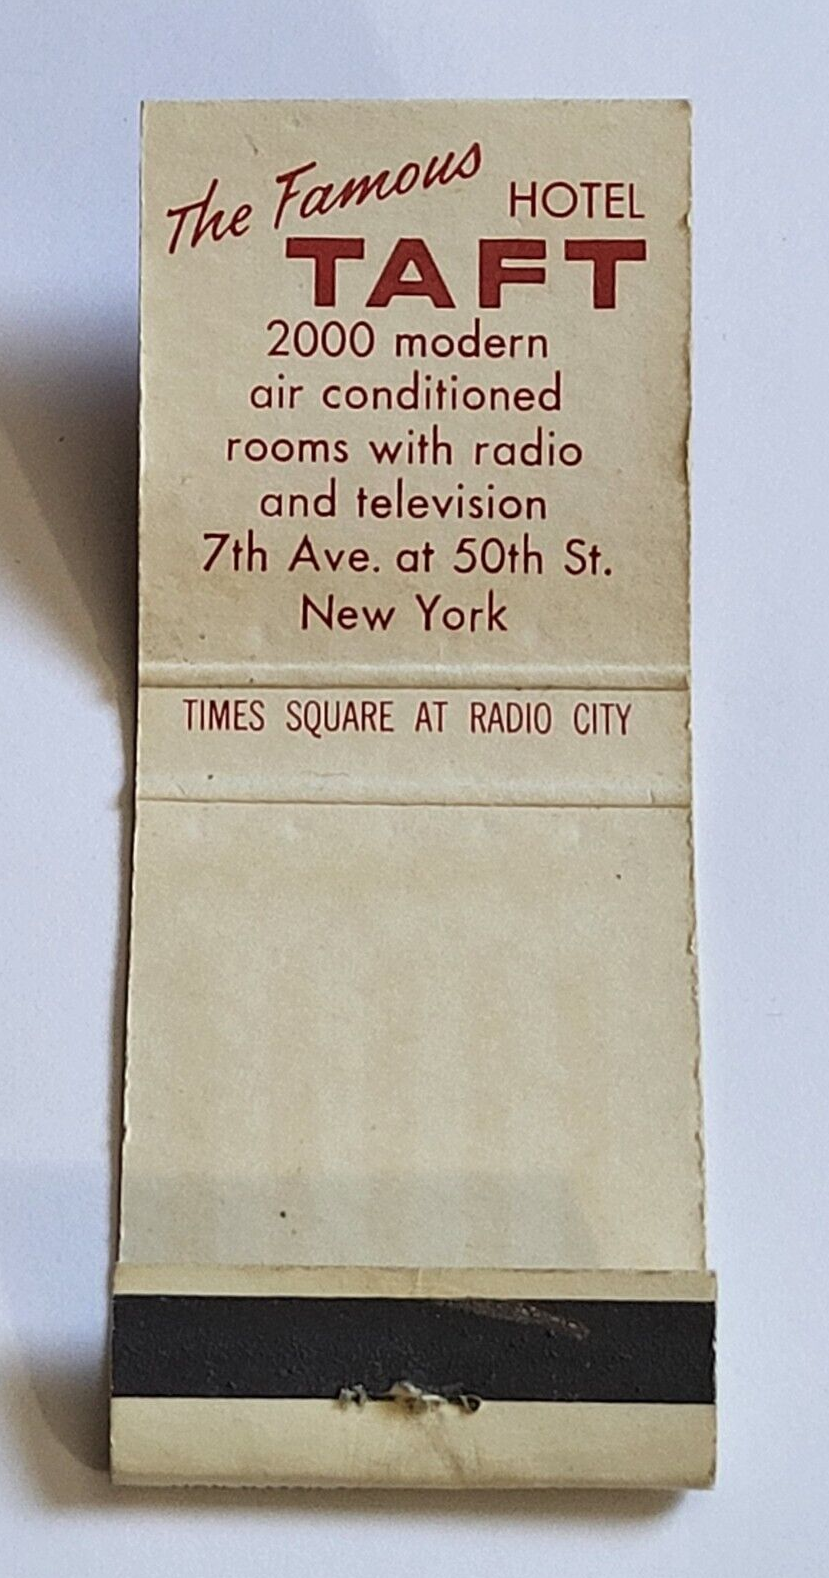 The Famous HOTEL
TAFT
2000 modern
air conditioned
rooms with radio
and television
7th Ave. at 50th St.
New York
TIMES SQUARE AT RADIO CITY